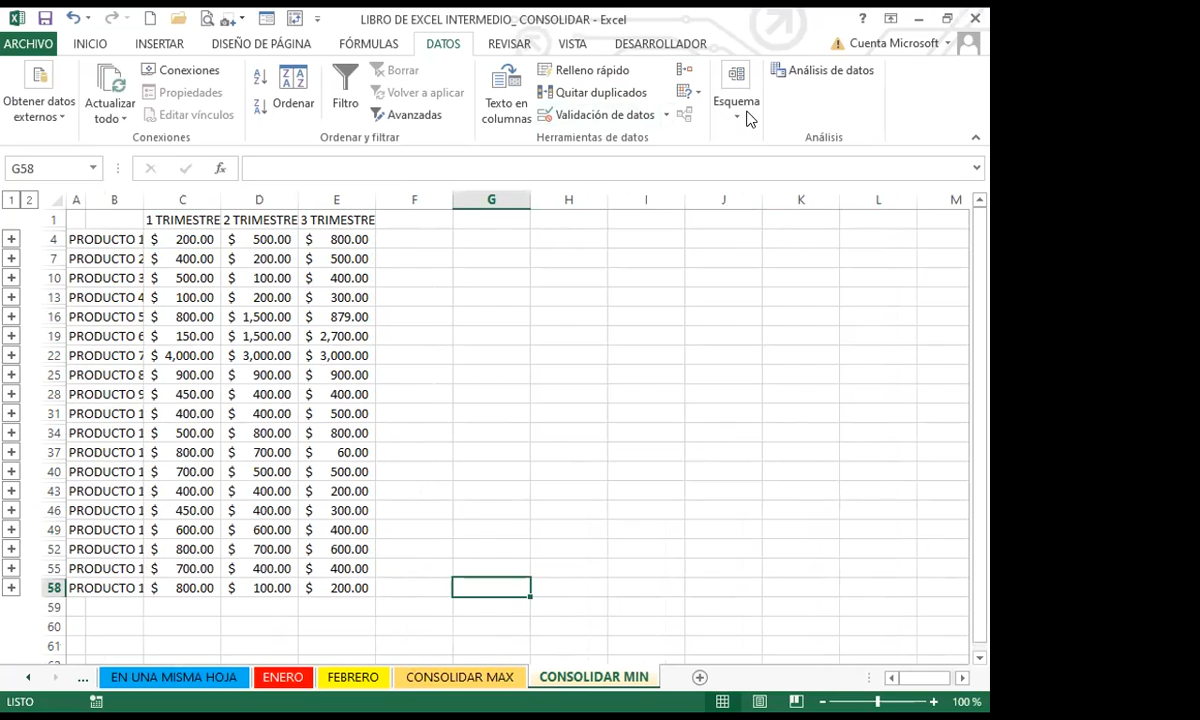 LIBRO DE EXCEL INTERMEDIO_ CONSOLIDAR - Excel
ARCHIVO INICIO INSERTAR DISEÑO DE PÁGINA FÓRMULAS DATOS REVISAR VISTA DESARROLLADOR Cuenta Microsoft
Obtener datos externos
Actualizar todo
Conexiones
Propiedades
Editar vínculos
Conexiones
Ordenar
Filtro
Borrar
Volver a aplicar
Avanzadas
Ordenar y filtrar
Texto en columnas
Relleno rápido
Quitar duplicados
Validación de datos
Herramientas de datos
Esquema
Análisis de datos
Análisis
G58 fx
1 2 A B C D E F G H I J K L M
1 1 TRIMESTRE 2 TRIMESTRE 3 TRIMESTRE
4 PRODUCTO 1 $ 200.00 $ 500.00 $ 800.00
7 PRODUCTO 2 $ 400.00 $ 200.00 $ 500.00
10 PRODUCTO 3 $ 500.00 $ 100.00 $ 400.00
13 PRODUCTO 4 $ 100.00 $ 200.00 $ 300.00
16 PRODUCTO 5 $ 800.00 $ 1,500.00 $ 879.00
19 PRODUCTO 6 $ 150.00 $ 1,500.00 $ 2,700.00
22 PRODUCTO 7 $ 4,000.00 $ 3,000.00 $ 3,000.00
25 PRODUCTO 8 $ 900.00 $ 900.00 $ 900.00
28 PRODUCTO 9 $ 450.00 $ 400.00 $ 400.00
31 PRODUCTO 1 $ 400.00 $ 400.00 $ 500.00
34 PRODUCTO 1 $ 500.00 $ 800.00 $ 800.00
37 PRODUCTO 1 $ 800.00 $ 700.00 $ 60.00
40 PRODUCTO 1 $ 700.00 $ 500.00 $ 500.00
43 PRODUCTO 1 $ 400.00 $ 400.00 $ 200.00
46 PRODUCTO 1 $ 450.00 $ 400.00 $ 300.00
49 PRODUCTO 1 $ 600.00 $ 600.00 $ 400.00
52 PRODUCTO 1 $ 800.00 $ 700.00 $ 600.00
55 PRODUCTO 1 $ 700.00 $ 400.00 $ 400.00
58 PRODUCTO 1 $ 800.00 $ 100.00 $ 200.00
59
60
61
... EN UNA MISMA HOJA ENERO FEBRERO CONSOLIDAR MAX CONSOLIDAR MIN
LISTO 100 %